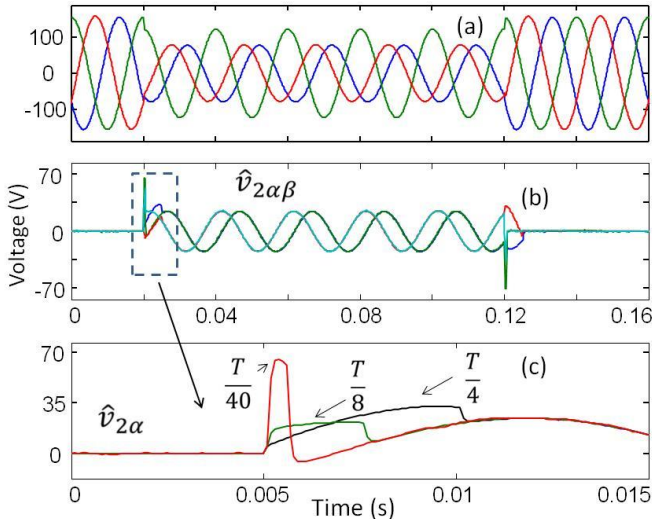 (a)
100
0
-100
Voltage (V)
70
0
-70
v̂2αβ
(b)
0 0.04 0.08 0.12 0.16
70
35
0
v̂2α
T/40
T/8
T/4
(c)
0 0.005 0.01 0.015
Time (s)